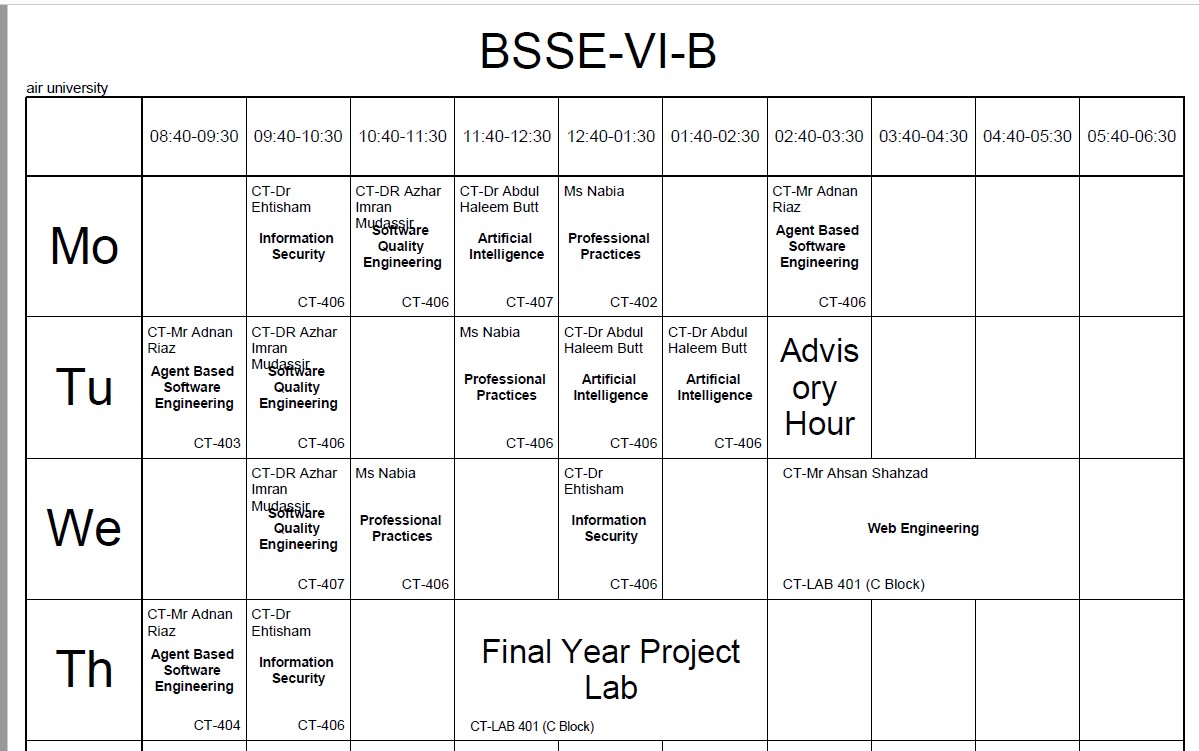 BSSE-VI-B
air university
08:40-09:30 09:40-10:30 10:40-11:30 11:40-12:30 12:40-01:30 01:40-02:30 02:40-03:30 03:40-04:30 04:40-05:30 05:40-06:30
Mo
CT-Dr
Ehtisham
Information
Security
CT-406
CT-DR Azhar
Imran
Mudassir
Software
Quality
Engineering
CT-406
CT-Dr Abdul
Haleem Butt
Artificial
Intelligence
CT-407
Ms Nabia
Professional
Practices
CT-402
CT-Mr Adnan
Riaz
Agent Based
Software
Engineering
CT-406
Tu
CT-Mr Adnan
Riaz
Agent Based
Software
Engineering
CT-403
CT-DR Azhar
Imran
Mudassir
Software
Quality
Engineering
CT-406
Ms Nabia
Professional
Practices
CT-406
CT-Dr Abdul
Haleem Butt
Artificial
Intelligence
CT-406
CT-Dr Abdul
Haleem Butt
Artificial
Intelligence
CT-406
Advis
ory
Hour
We
CT-DR Azhar
Imran
Mudassir
Software
Quality
Engineering
CT-407
Ms Nabia
Professional
Practices
CT-406
CT-Dr
Ehtisham
Information
Security
CT-406
CT-Mr Ahsan Shahzad
Web Engineering
CT-LAB 401 (C Block)
Th
CT-Mr Adnan
Riaz
Agent Based
Software
Engineering
CT-404
CT-Dr
Ehtisham
Information
Security
CT-406
Final Year Project
Lab
CT-LAB 401 (C Block)